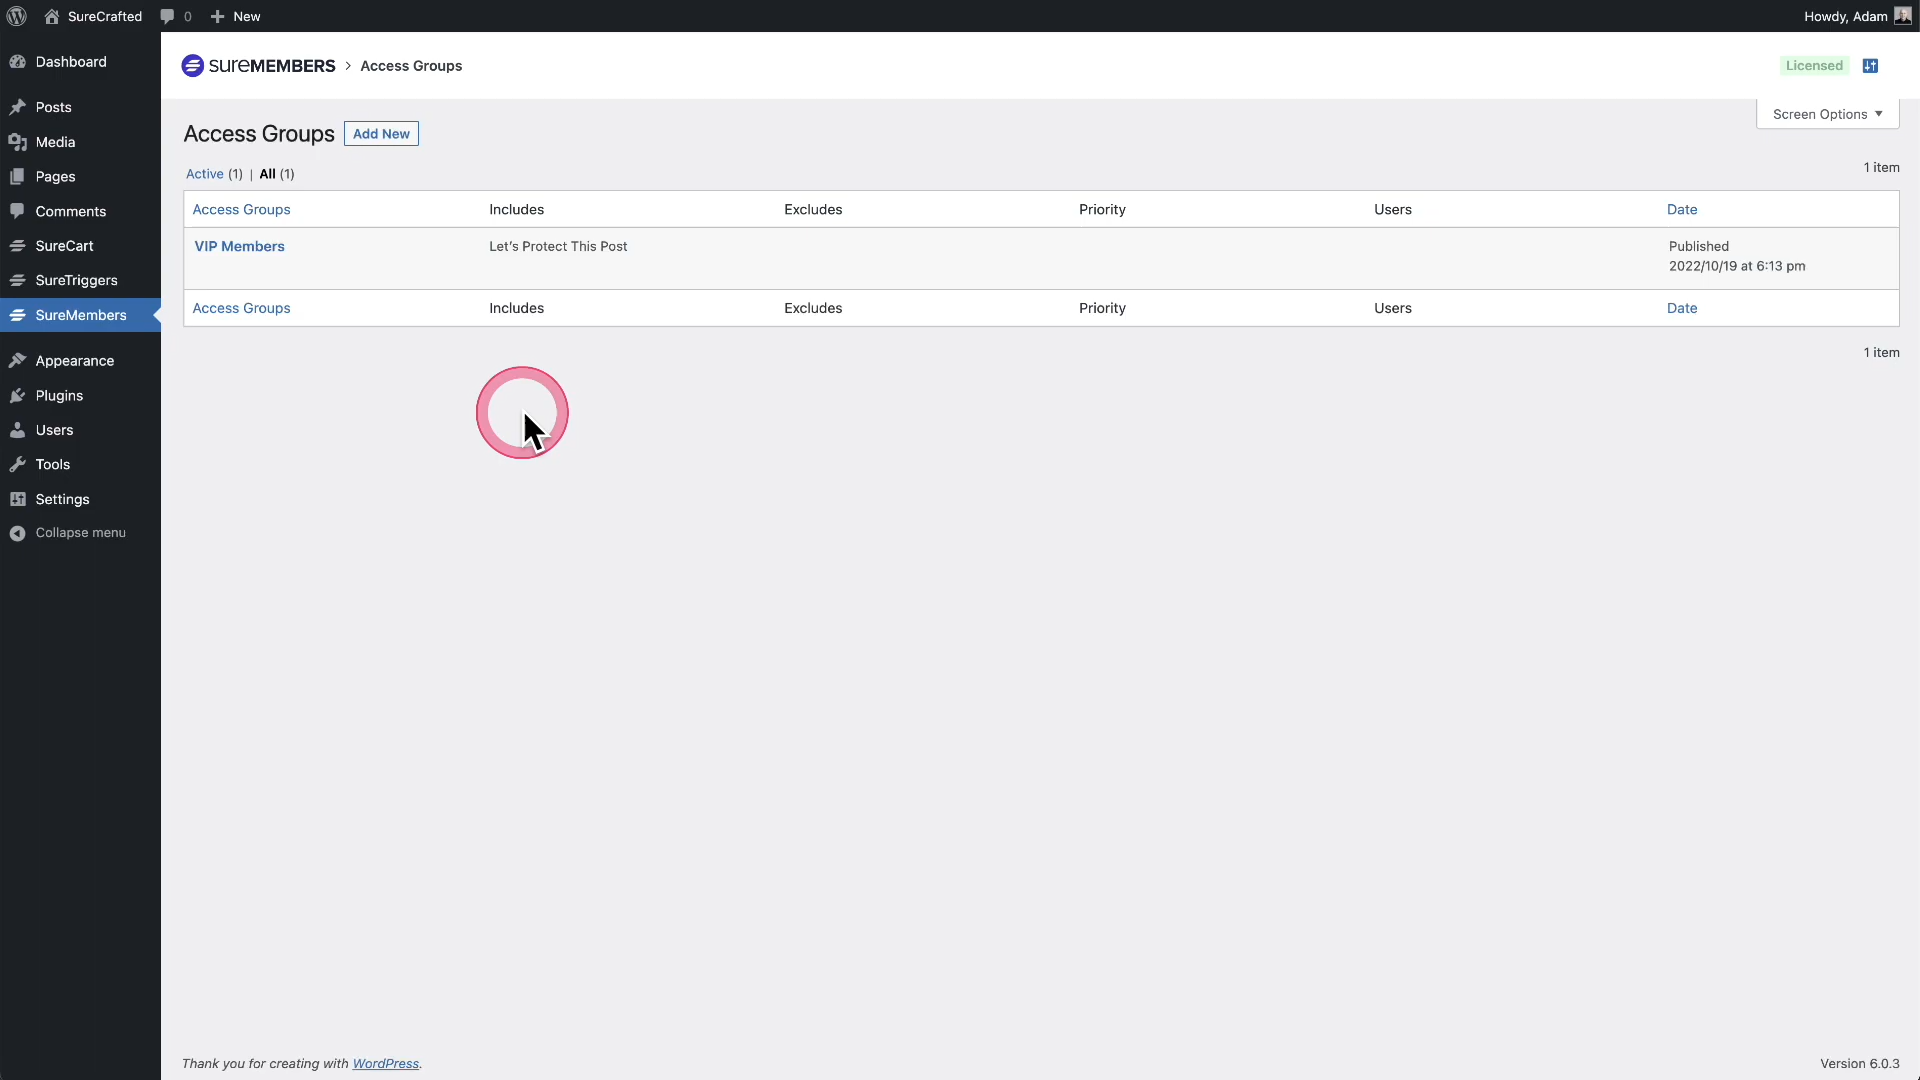 SureCrafted 0 New Howdy, Adam
Dashboard
Posts
Media
Pages
Comments
SureCart
SureTriggers
SureMembers
Appearance
Plugins
Users
Tools
Settings
Collapse menu
SUREMEMBERS > Access Groups Licensed
Screen Options ▼
Access Groups Add New
Active (1) | All (1) 1 item
Access Groups Includes Excludes Priority Users Date
VIP Members Let's Protect This Post Published
2022/10/19 at 6:13 pm
Access Groups Includes Excludes Priority Users Date
1 item
Thank you for creating with WordPress. Version 6.0.3